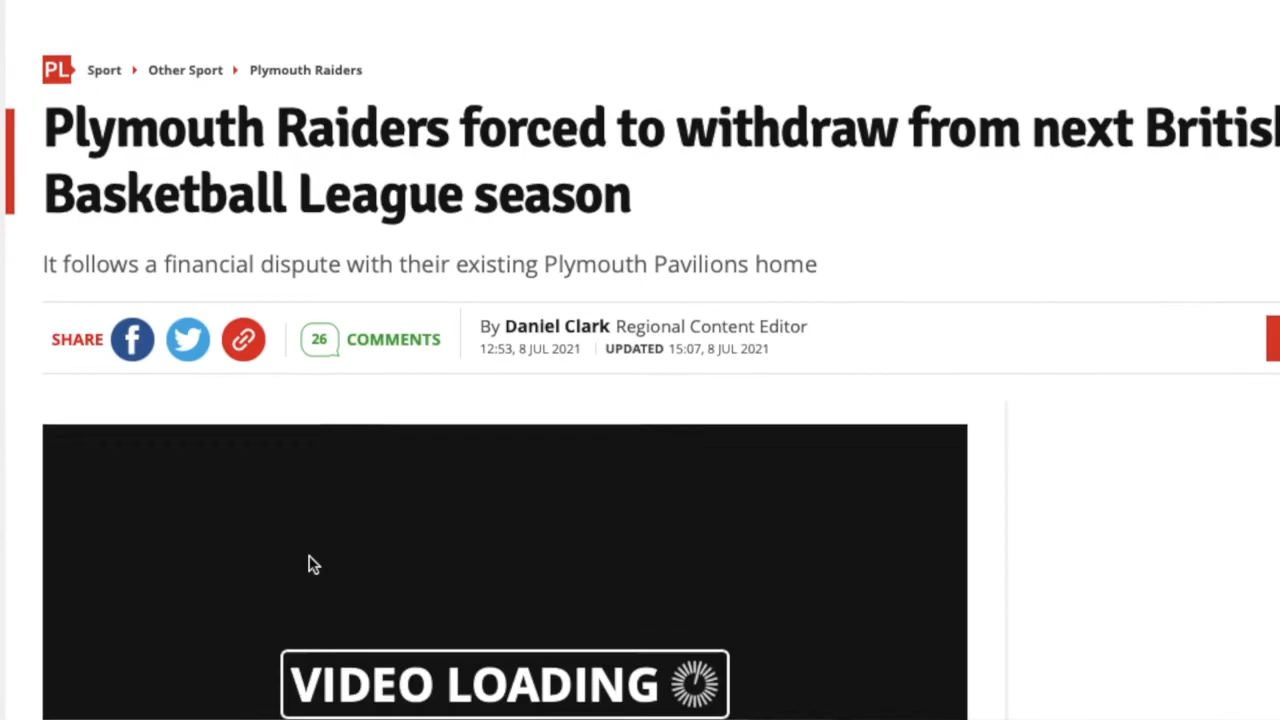 PL Sport Other Sport Plymouth Raiders
Plymouth Raiders forced to withdraw from next Britis
Basketball League season
It follows a financial dispute with their existing Plymouth Pavilions home
SHARE 26 COMMENTS
By Daniel Clark Regional Content Editor
12:53, 8 JUL 2021 UPDATED 15:07, 8 JUL 2021
VIDEO LOADING